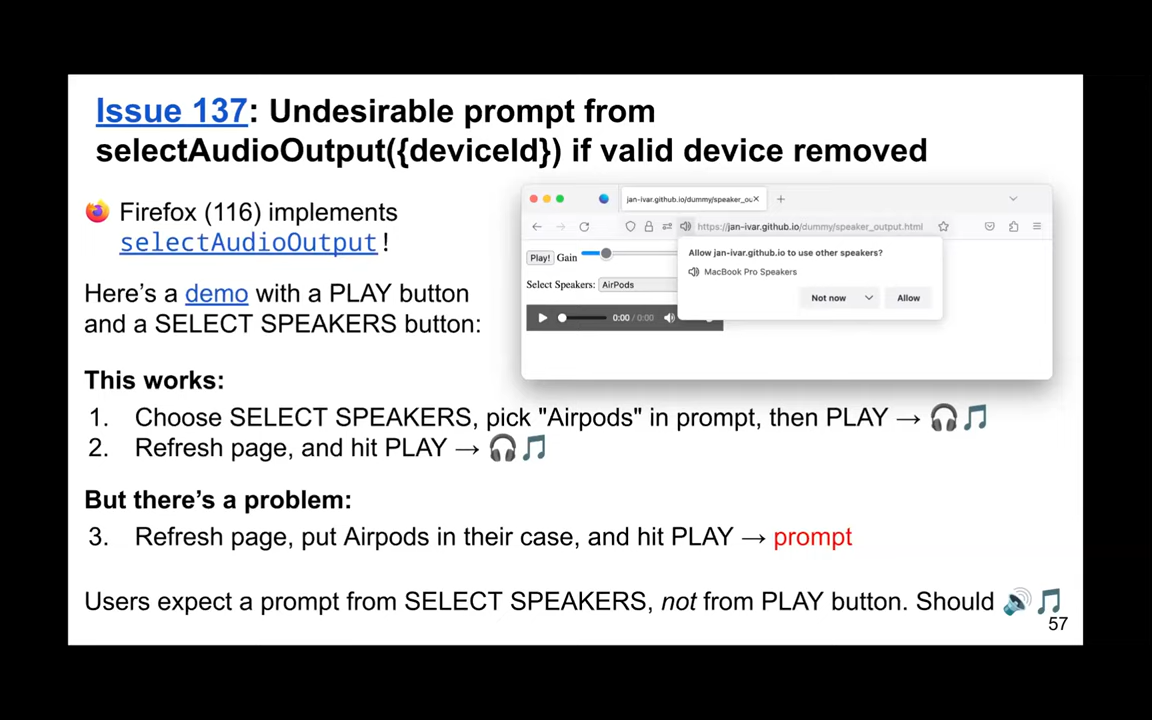 Issue 137: Undesirable prompt from
selectAudioOutput({deviceId}) if valid device removed
Firefox (116) implements
selectAudioOutput!
Here's a demo with a PLAY button
and a SELECT SPEAKERS button:
jan-ivar.github.io/dummy/speaker_ou
https://jan-ivar.github.io/dummy/speaker_output.html
Play! Gain
Select Speakers: AirPods
0:00 / 0:00
Allow jan-ivar.github.io to use other speakers?
MacBook Pro Speakers
Not now
Allow
This works:
1. Choose SELECT SPEAKERS, pick "Airpods" in prompt, then PLAY → 🎧🎵
2. Refresh page, and hit PLAY → 🎧🎵
But there's a problem:
3. Refresh page, put Airpods in their case, and hit PLAY → prompt
Users expect a prompt from SELECT SPEAKERS, not from PLAY button. Should 🔊🎵
57